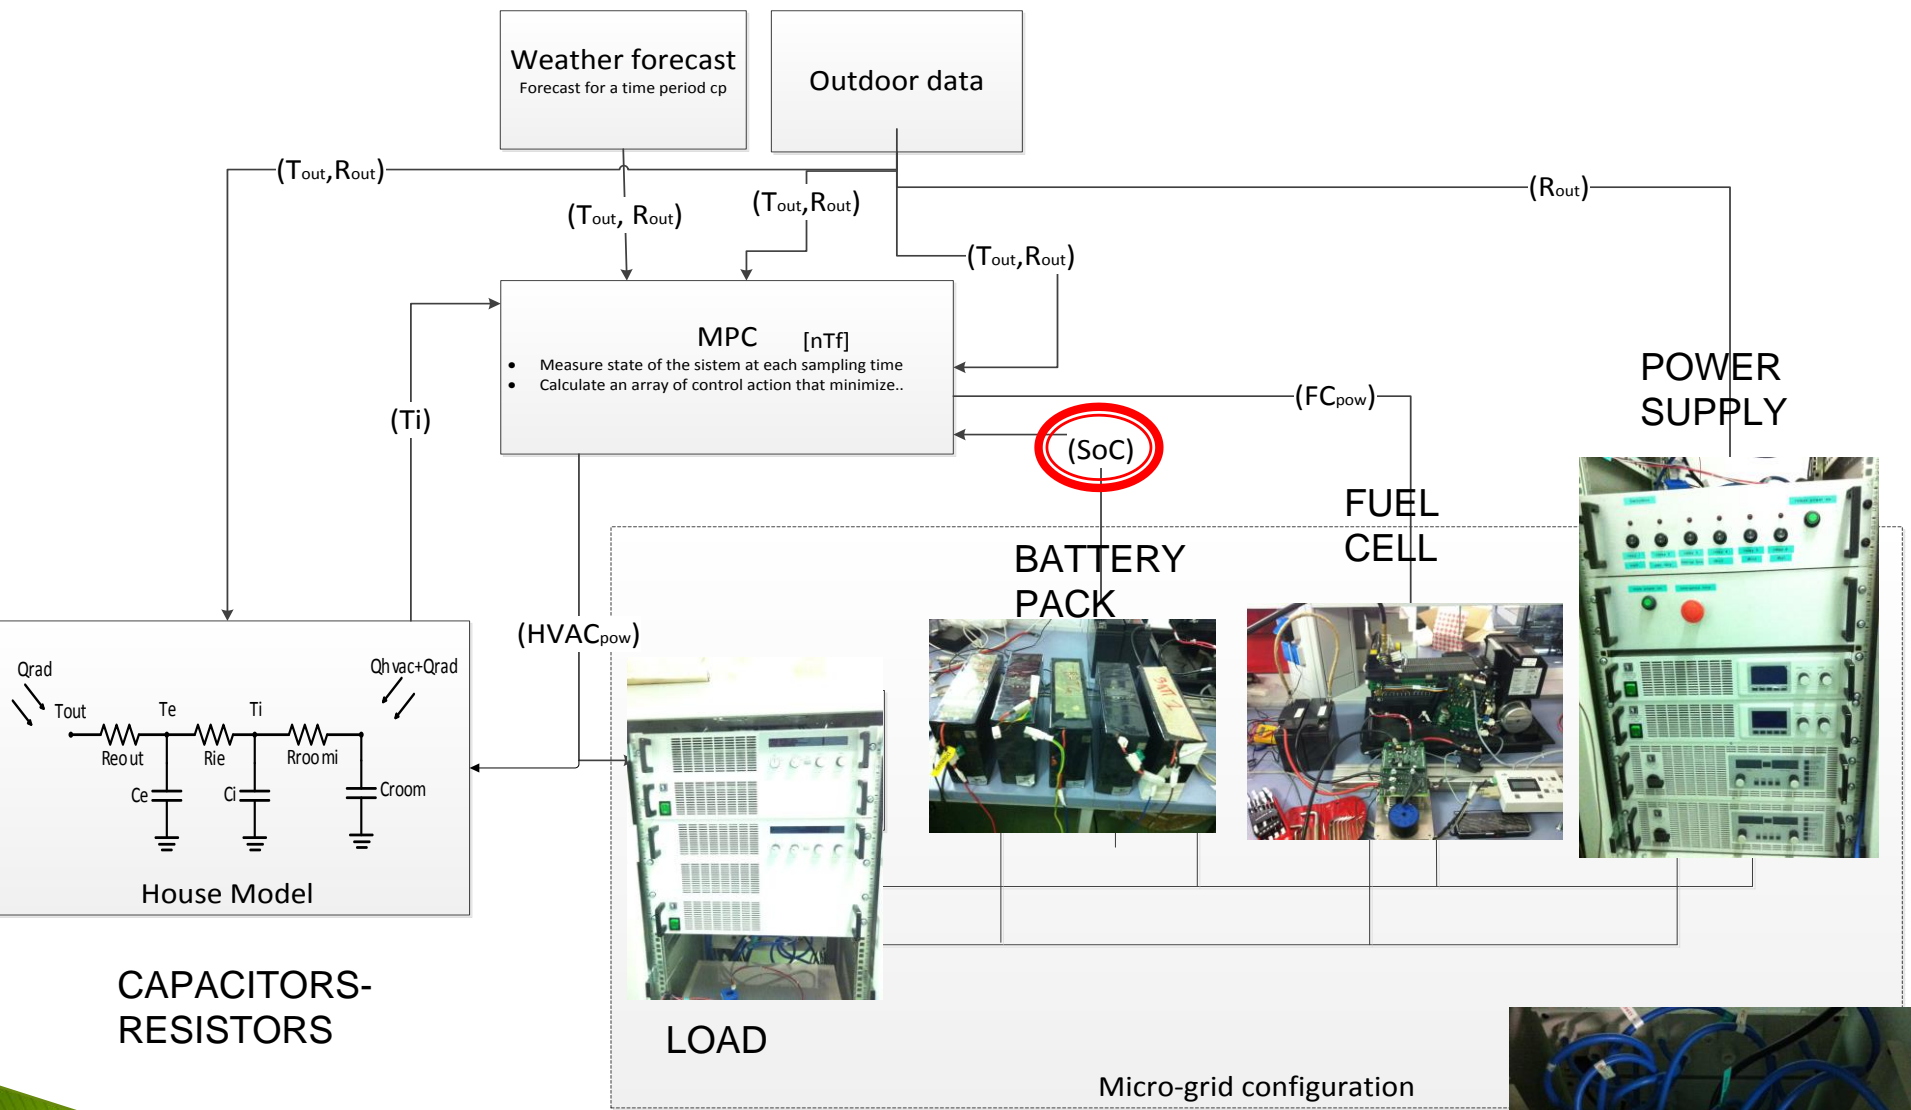 Weather forecast
Forecast for a time period cp
Outdoor data
(Tout,Rout)
(Tout, Rout)
(Tout,Rout)
(Rout)
(Tout,Rout)
MPC [nTf]
• Measure state of the sistem at each sampling time
• Calculate an array of control action that minimize..
(Ti)
(FCpow)
(SoC)
POWER
SUPPLY
FUEL
CELL
BATTERY
PACK
(HVACpow)
Qrad
Qhvac+Qrad
Tout
Te
Ti
Reout
Rie
Rroomi
Ce
Ci
Croom
House Model
CAPACITORS-
RESISTORS
LOAD
Micro-grid configuration